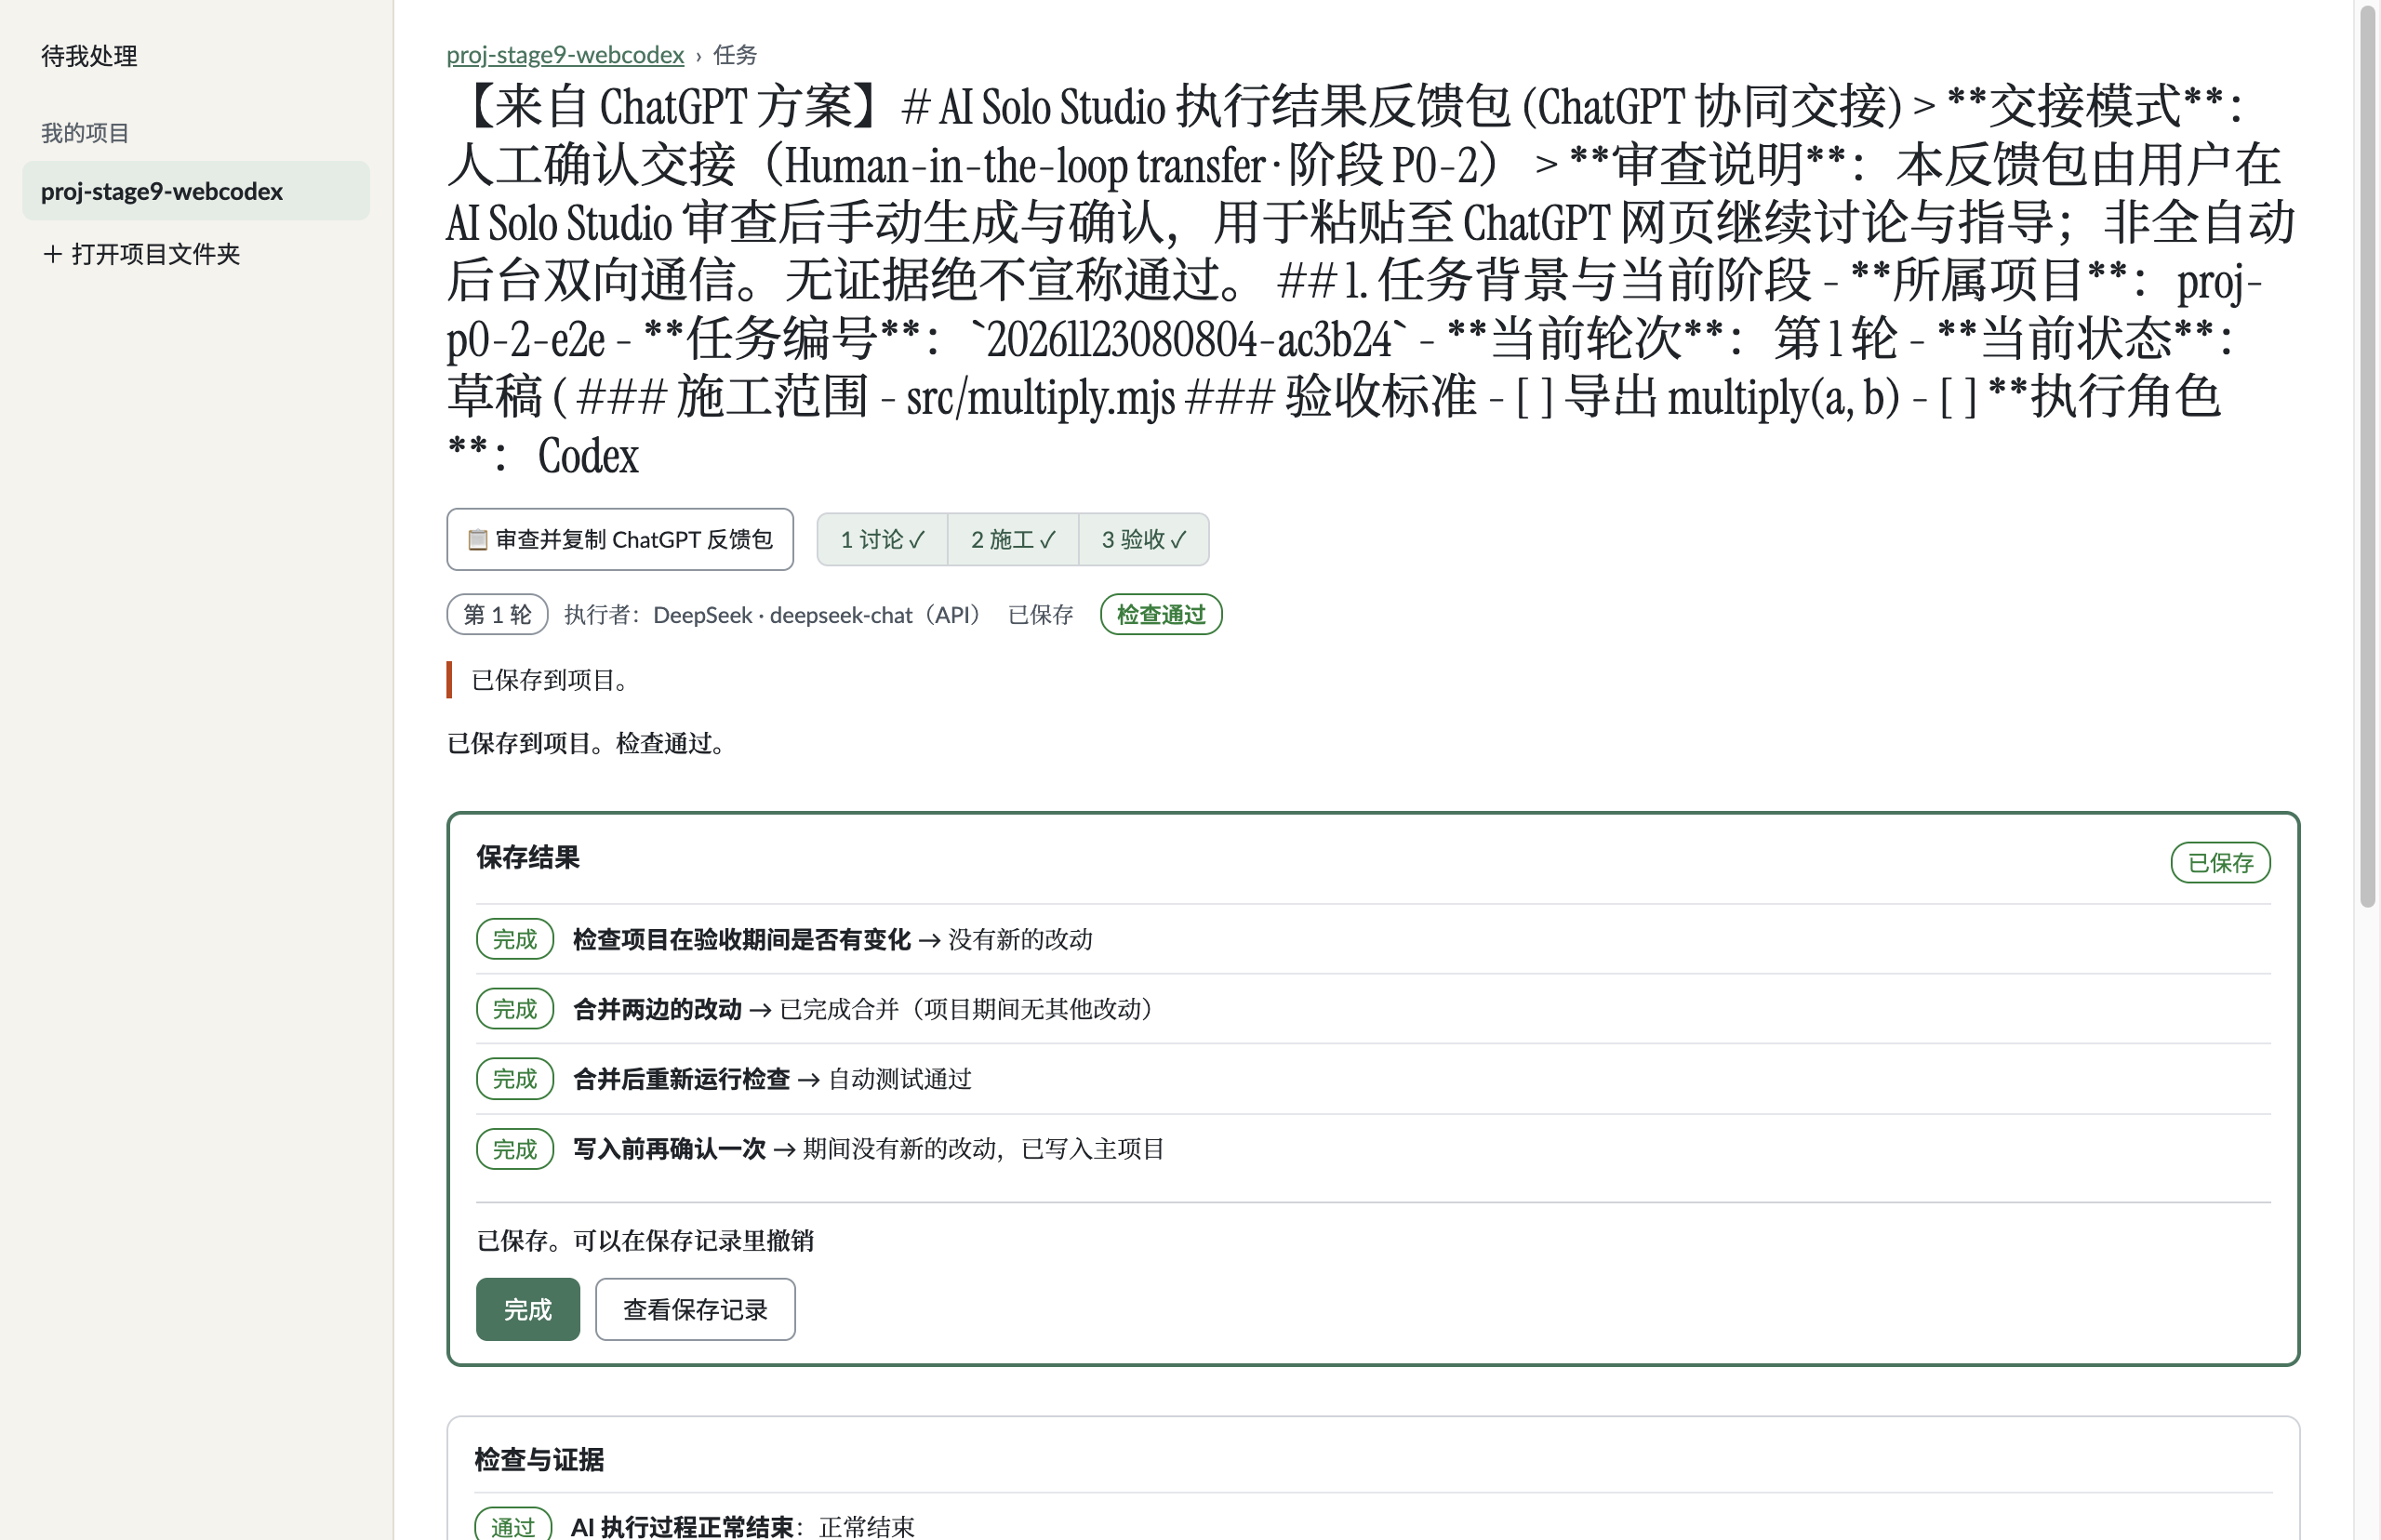 待我处理
我的项目
proj-stage9-webcodex
+ 打开项目文件夹
proj-stage9-webcodex › 任务
【来自 ChatGPT 方案】# AI Solo Studio 执行结果反馈包 (ChatGPT 协同交接) > **交接模式**：
人工确认交接（Human-in-the-loop transfer · 阶段 P0-2） > **审查说明**：本反馈包由用户在
AI Solo Studio 审查后手动生成与确认，用于粘贴至 ChatGPT 网页继续讨论与指导；非全自动
后台双向通信。无证据绝不宣称通过。 ## 1. 任务背景与当前阶段 - **所属项目**：proj-
p0-2-e2e - **任务编号**：`20261123080804-ac3b24` - **当前轮次**：第 1 轮 - **当前状态**：
草稿 ( ### 施工范围 - src/multiply.mjs ### 验收标准 - [ ] 导出 multiply(a, b) - [ ] **执行角色
**：Codex
📋 审查并复制 ChatGPT 反馈包
1 讨论 ✓ 2 施工 ✓ 3 验收 ✓
第 1 轮 执行者：DeepSeek · deepseek-chat（API） 已保存 检查通过
已保存到项目。
已保存到项目。检查通过。
保存结果 已保存
完成 检查项目在验收期间是否有变化 → 没有新的改动
完成 合并两边的改动 → 已完成合并（项目期间无其他改动）
完成 合并后重新运行检查 → 自动测试通过
完成 写入前再确认一次 → 期间没有新的改动，已写入主项目
已保存。可以在保存记录里撤销
完成 查看保存记录
检查与证据
通过 AI 执行过程正常结束：正常结束